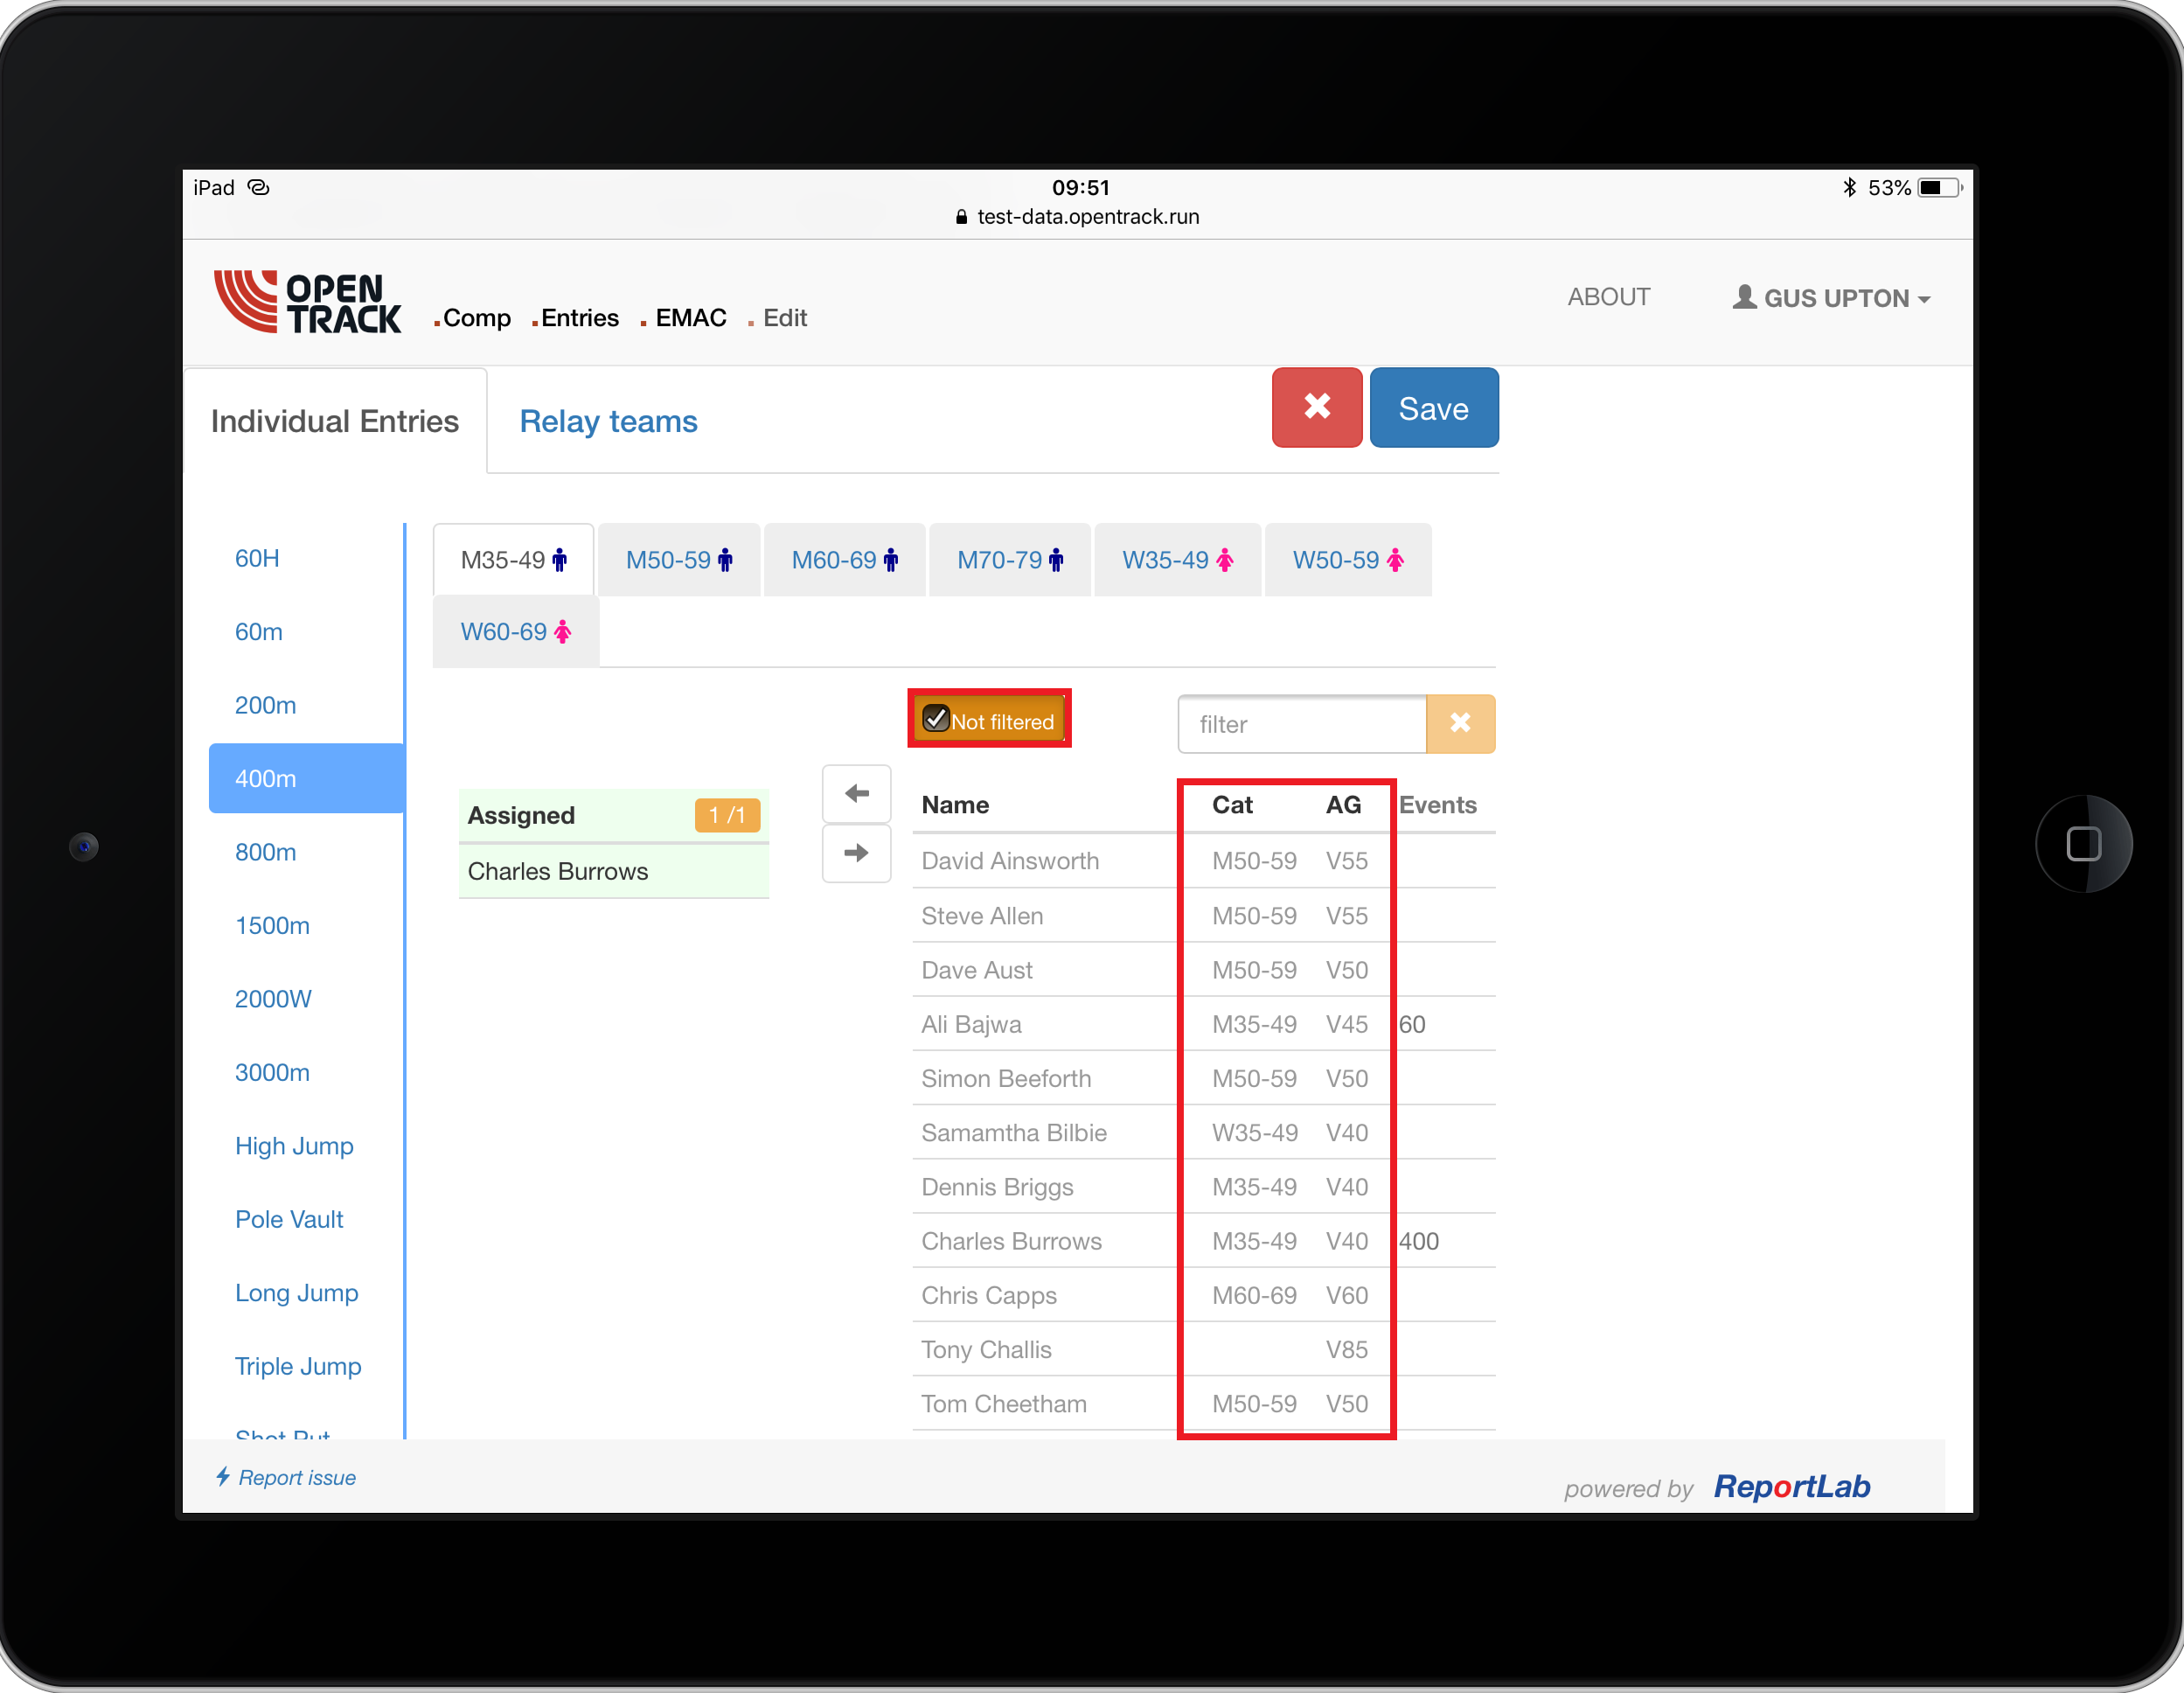 iPad 09:51 53%
test-data.opentrack.run
OPEN TRACK .Comp .Entries . EMAC . Edit ABOUT GUS UPTON
Individual Entries Relay teams Save
60H
60m
200m
400m
800m
1500m
2000W
3000m
High Jump
Pole Vault
Long Jump
Triple Jump
Shot Put
M35-49 M50-59 M60-69 M70-79 W35-49 W50-59
W60-69
Not filtered filter
Assigned 1 /1
Charles Burrows
Name Cat AG Events
David Ainsworth M50-59 V55
Steve Allen M50-59 V55
Dave Aust M50-59 V50
Ali Bajwa M35-49 V45 60
Simon Beeforth M50-59 V50
Samamtha Bilbie W35-49 V40
Dennis Briggs M35-49 V40
Charles Burrows M35-49 V40 400
Chris Capps M60-69 V60
Tony Challis V85
Tom Cheetham M50-59 V50
Report issue powered by ReportLab